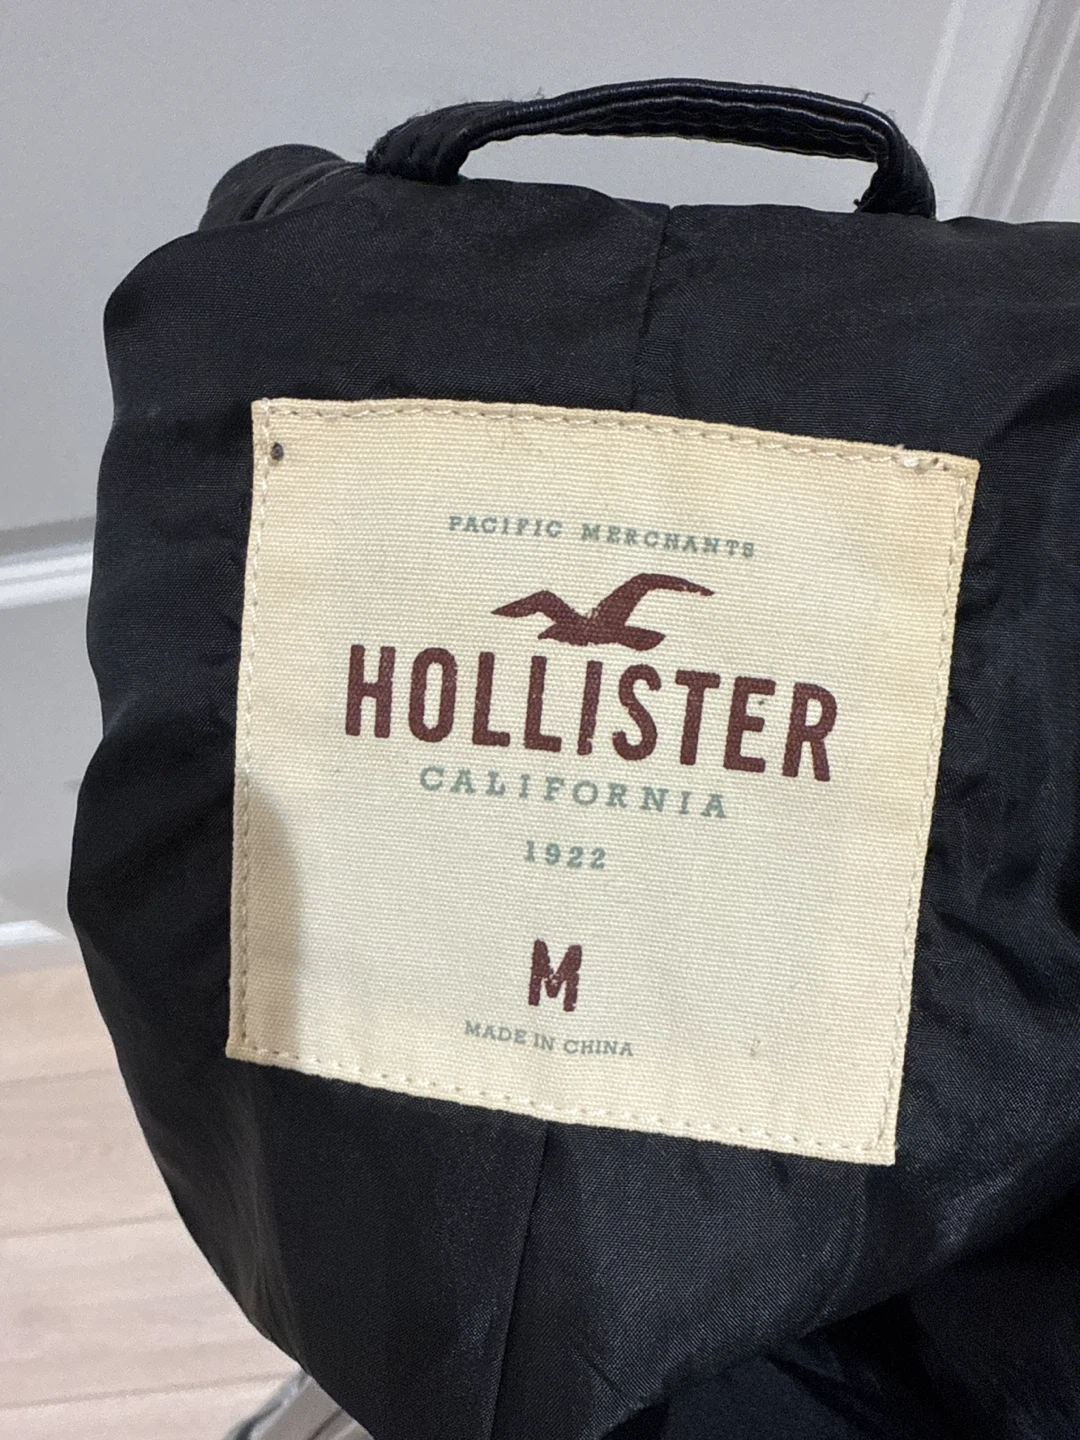 PACIFIC MERCHANTS
HOLLISTER
CALIFORNIA
1922
M
MADE IN CHINA